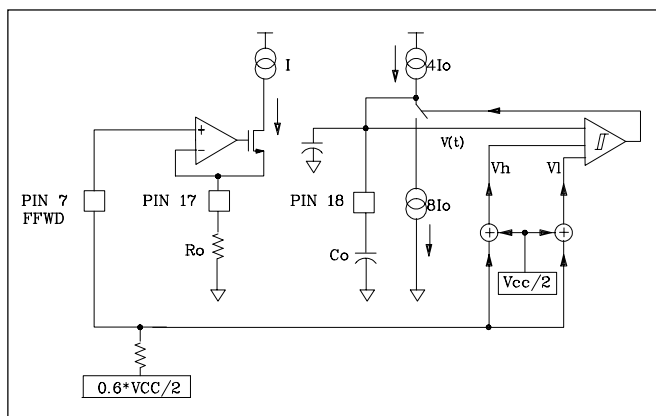 I
4Io
+
−
V(t)
Vh
Vl
PIN 7
FFWD
PIN 17
PIN 18
8Io
Ro
Co
+
+
Vcc/2
0.6*VCC/2